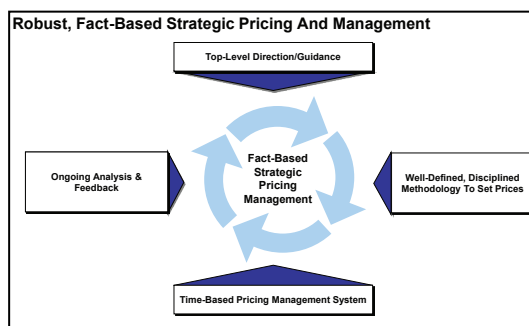 Robust, Fact-Based Strategic Pricing And Management
Top-Level Direction/Guidance
Ongoing Analysis &
Feedback
Fact-Based
Strategic
Pricing
Management
Well-Defined, Disciplined
Methodology To Set Prices
Time-Based Pricing Management System